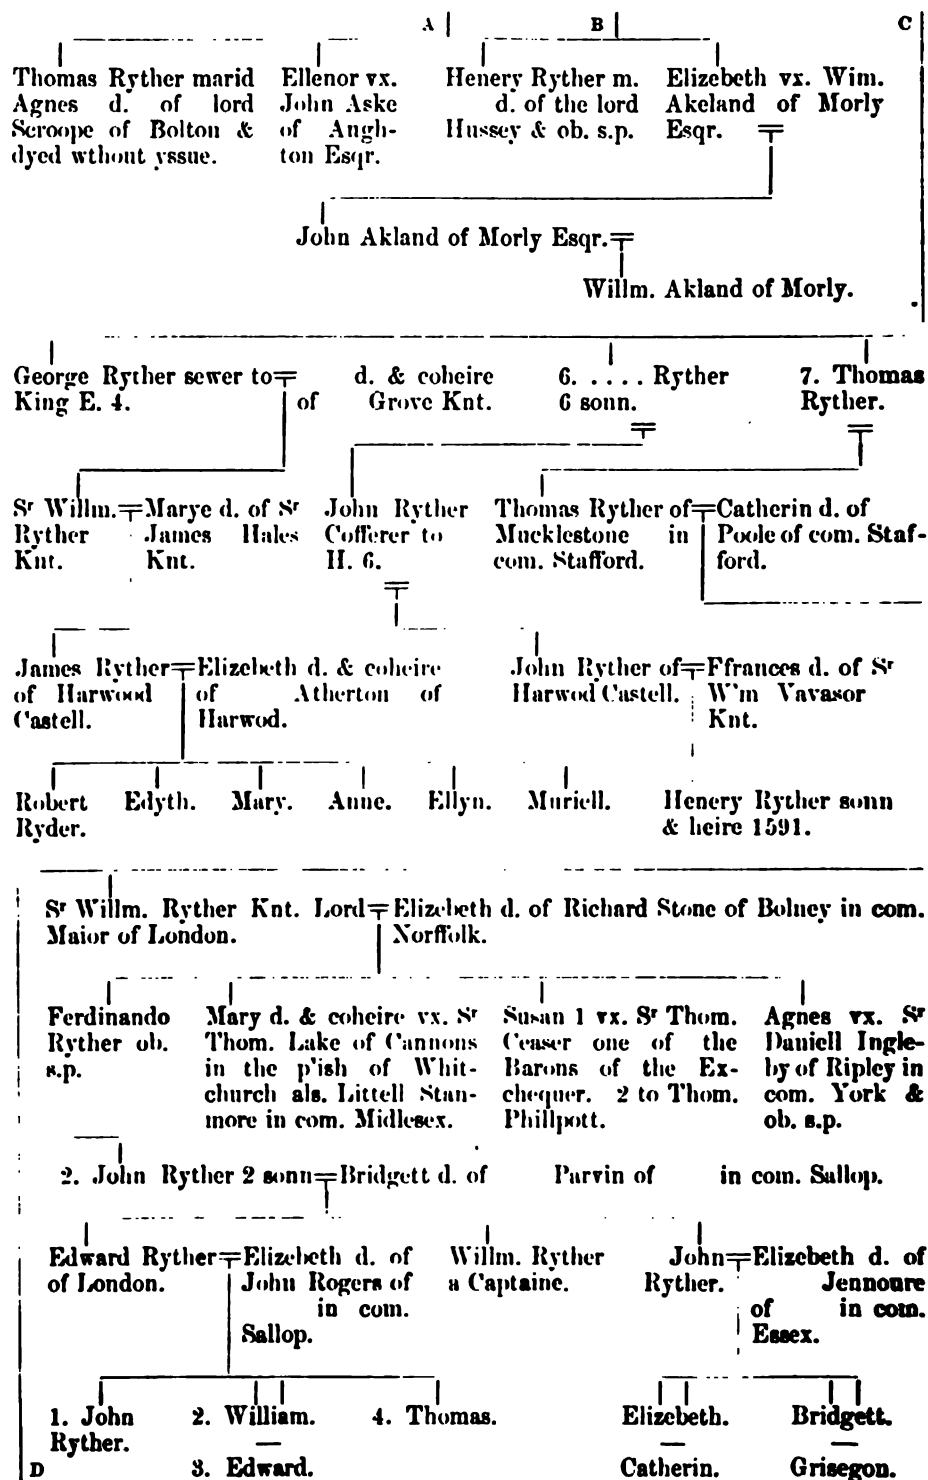 A B C
Thomas Ryther marid
Agnes d. of lord
Scroope of Bolton &
dyed wthout yssue.
Ellenor vx.
John Aske
of Angh-
ton Esqr.
Henery Ryther m.
d. of the lord
Hussey & ob. s.p.
Elizebeth vx. Wim.
Akeland of Morly
Esqr.
John Akland of Morly Esqr.
Willm. Akland of Morly.
George Ryther sewer to
King E. 4.
d. & coheire
of Grove Knt.
6. . . . . Ryther
6 sonn.
7. Thomas
Ryther.
Sʳ Willm.
Ryther
Knt.
Marye d. of Sʳ
James Hales
Knt.
John Ryther
Cofferer to
H. 6.
Thomas Ryther of
Mucklestone in
com. Stafford.
Catherin d. of
Poole of com. Staf-
ford.
James Ryther
of Harwood
Castell.
Elizebeth d. & coheire
of Atherton of
Harwod.
John Ryther of
Harwod Castell.
Ffrances d. of Sʳ
W'm Vavasor
Knt.
Robert
Ryder.
Edyth.
Mary.
Anne.
Ellyn.
Muriell.
Henery Ryther sonn
& heire 1591.
Sʳ Willm. Ryther Knt. Lord
Maior of London.
Elizebeth d. of Richard Stone of Bolney in com.
Norffolk.
Ferdinando
Ryther ob.
s.p.
Mary d. & coheire vx. Sʳ
Thom. Lake of Cannons
in the p'ish of Whit-
church als. Littell Stan-
more in com. Midlesex.
Susan 1 vx. Sʳ Thom.
Ceaser one of the
Barons of the Ex-
chequer. 2 to Thom.
Phillpott.
Agnes vx. Sʳ
Daniell Ingle-
by of Ripley in
com. York &
ob. s.p.
2. John Ryther 2 sonn
Bridgett d. of Parvin of in com. Sallop.
Edward Ryther
of London.
Elizebeth d. of
John Rogers of
in com.
Sallop.
Willm. Ryther
a Captaine.
John
Ryther.
Elizebeth d. of
Jennoure
of in com.
Essex.
1. John
Ryther.
2. William.
3. Edward.
4. Thomas.
Elizebeth.
Catherin.
Bridgett.
Grisegon.
D